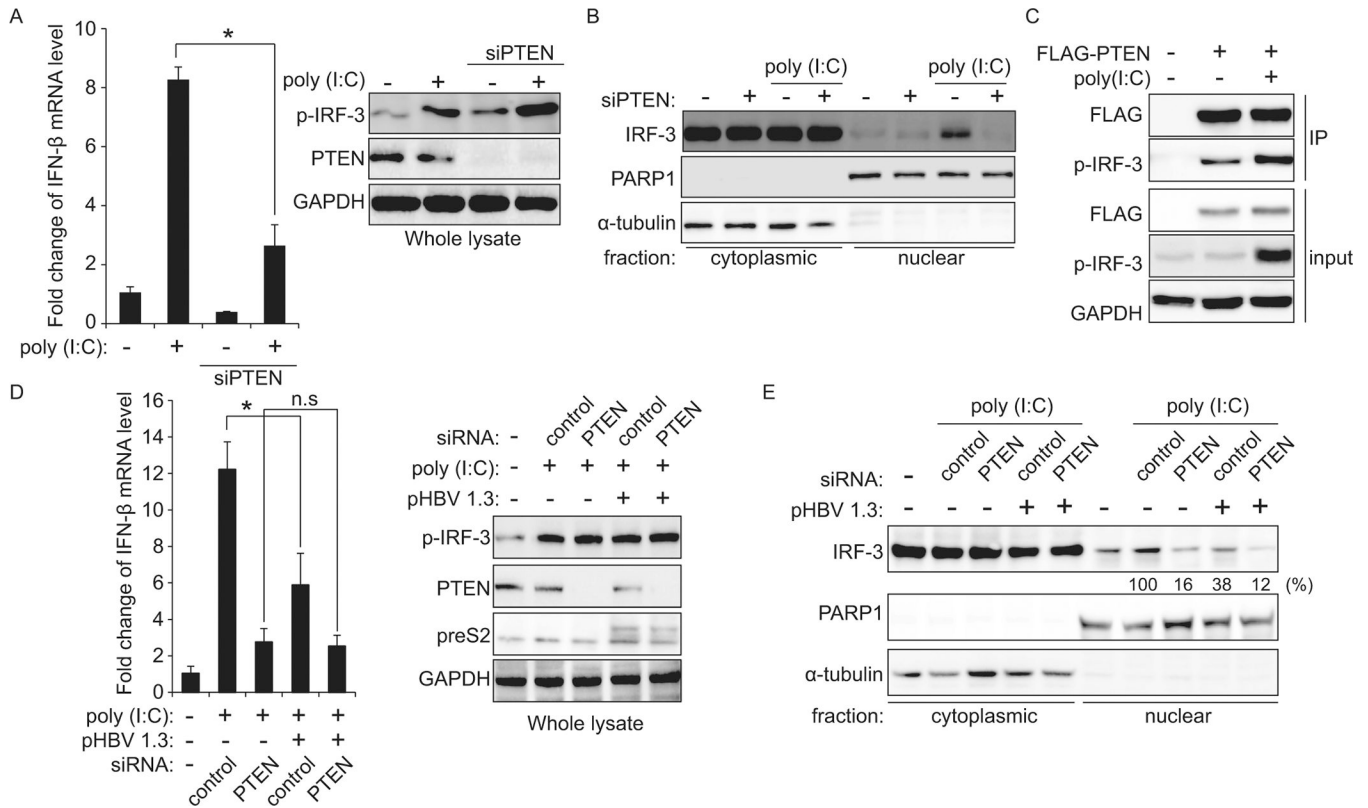 A
Fold change of IFN-β mRNA level
10
8
6
4
2
0
*
poly (I:C): - + - +
siPTEN
siPTEN
poly (I:C) - + - +
p-IRF-3
PTEN
GAPDH
Whole lysate
B
poly (I:C) poly (I:C)
siPTEN: - + - + - + - +
IRF-3
PARP1
α-tubulin
fraction: cytoplasmic nuclear
C
FLAG-PTEN - + +
poly(I:C) - - +
FLAG
p-IRF-3
IP
FLAG
p-IRF-3
GAPDH
input
D
Fold change of IFN-β mRNA level
16
14
12
10
8
6
4
2
0
* n.s
poly (I:C): - + + + +
pHBV 1.3: - - - + +
siRNA: - control PTEN control PTEN
siRNA: - control PTEN control PTEN
poly (I:C): - + + + +
pHBV 1.3: - - - + +
p-IRF-3
PTEN
preS2
GAPDH
Whole lysate
E
poly (I:C) poly (I:C)
siRNA: - control PTEN control PTEN control PTEN control PTEN
pHBV 1.3: - - - + + - - - + +
IRF-3
100 16 38 12 (%)
PARP1
α-tubulin
fraction: cytoplasmic nuclear